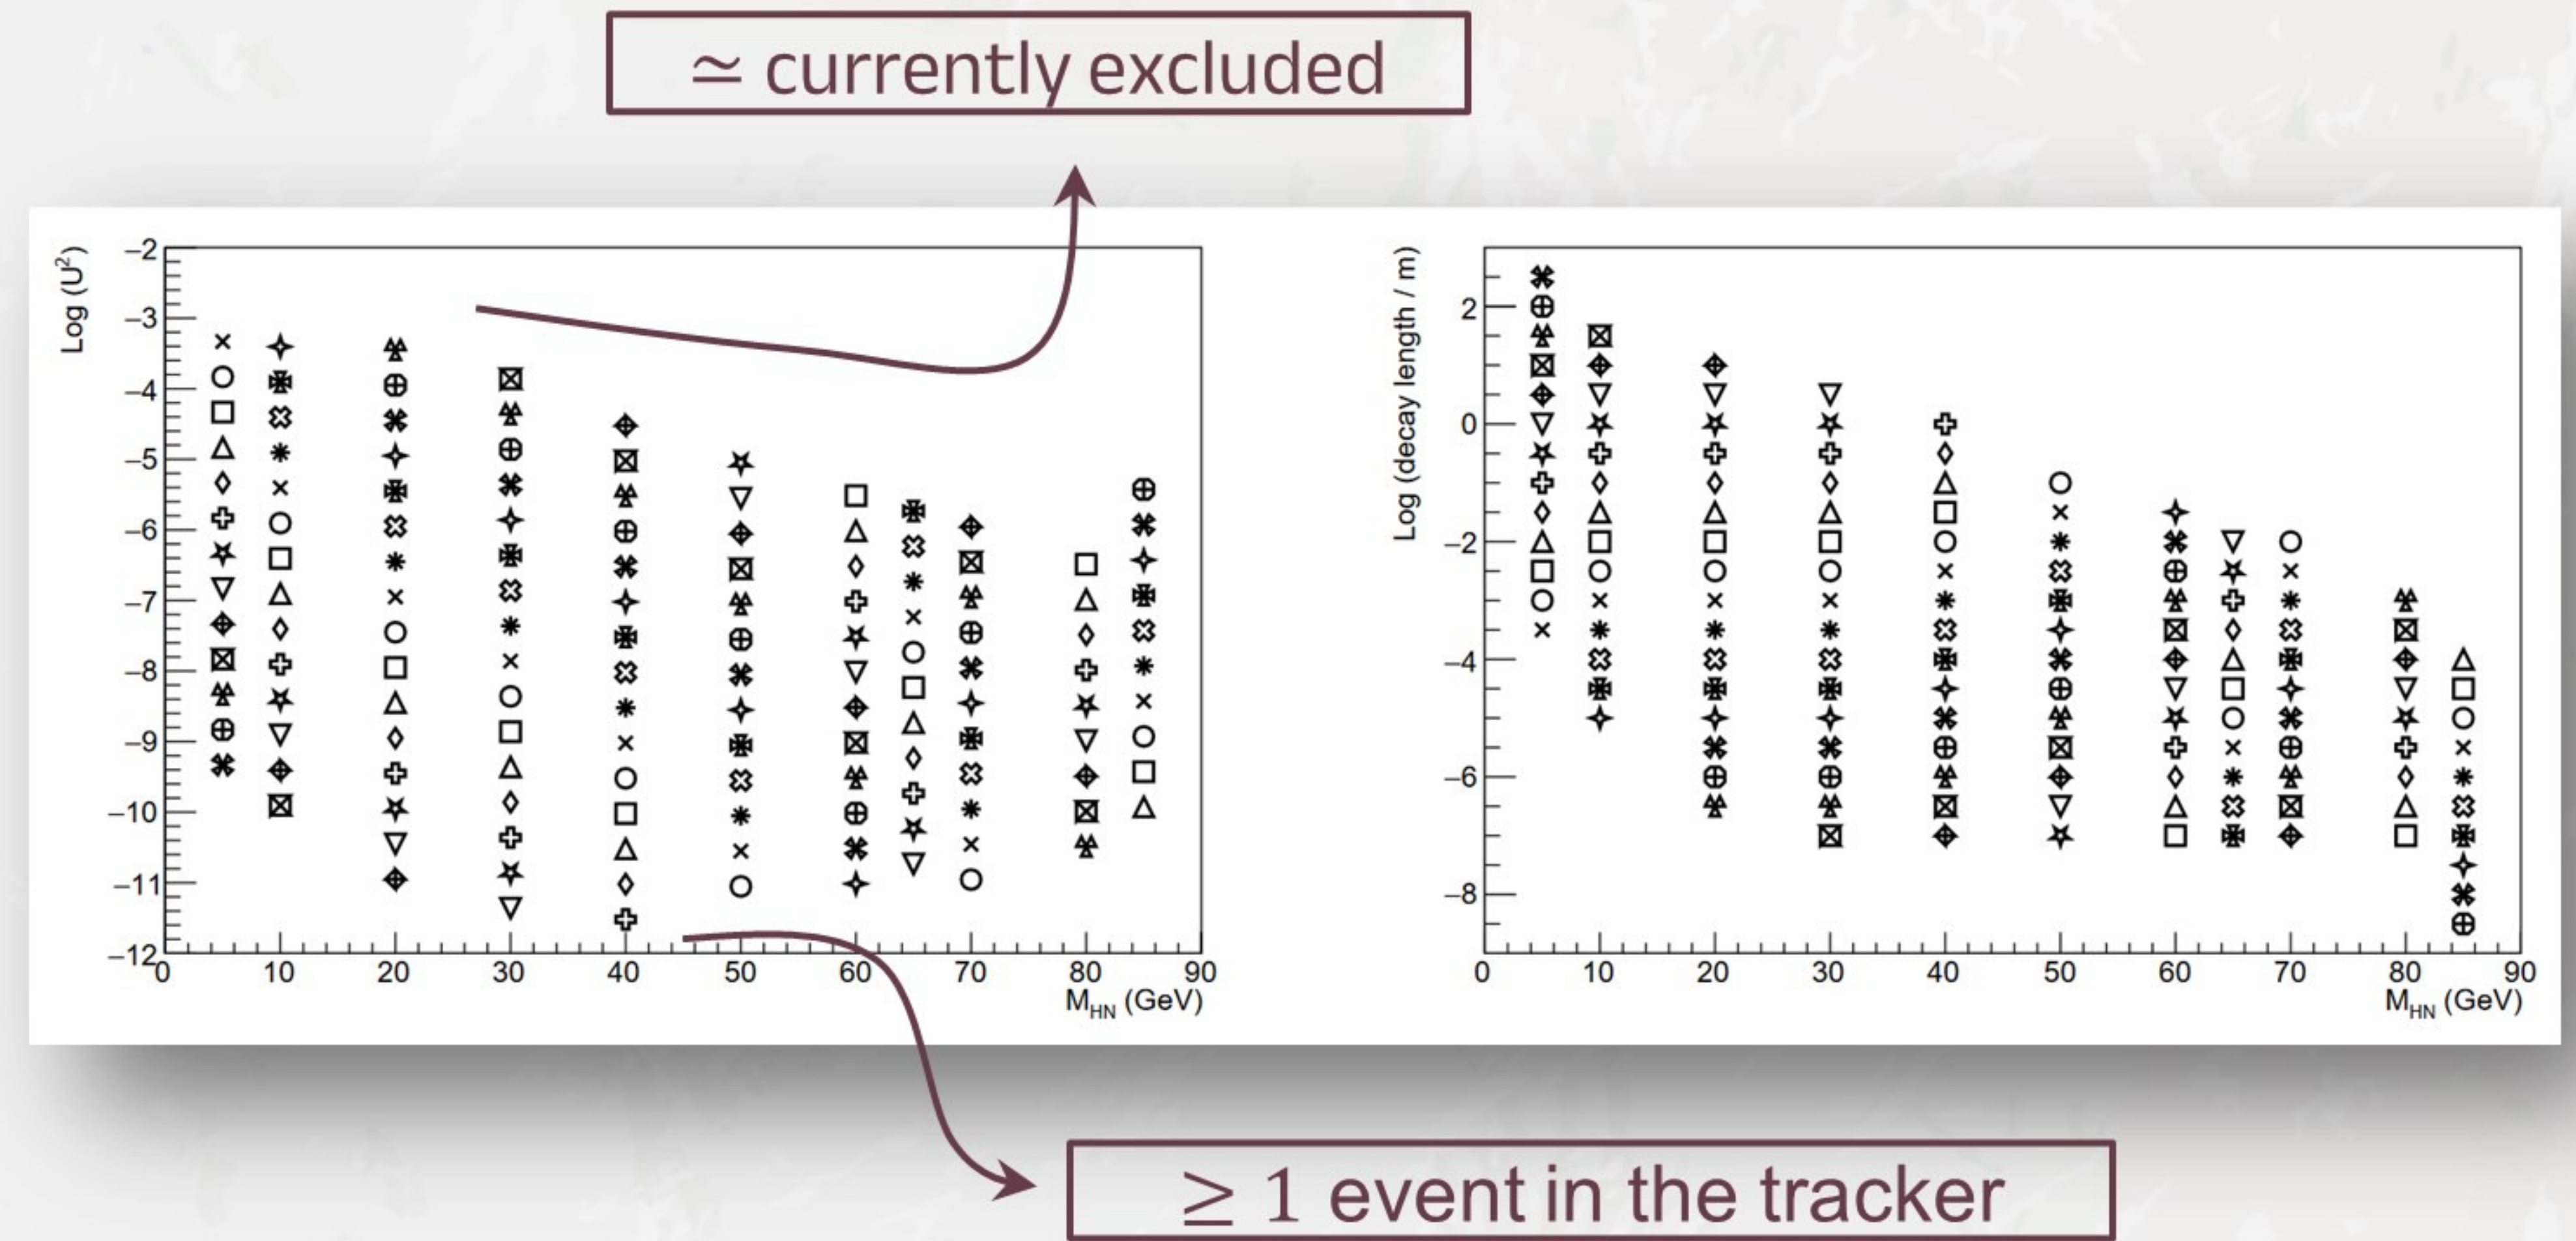 ≃ currently excluded
Log (U²)
−2
−3
−4
−5
−6
−7
−8
−9
−10
−11
−12
0 10 20 30 40 50 60 70 80 90
M_HN (GeV)
Log (decay length / m)
2
0
−2
−4
−6
−8
0 10 20 30 40 50 60 70 80 90
M_HN (GeV)
≥ 1 event in the tracker